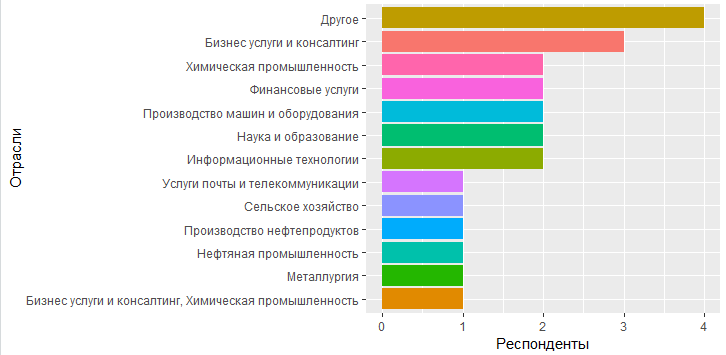 Другое
Бизнес услуги и консалтинг
Химическая промышленность
Финансовые услуги
Производство машин и оборудования
Наука и образование
Информационные технологии
Услуги почты и телекоммуникации
Сельское хозяйство
Производство нефтепродуктов
Нефтяная промышленность
Металлургия
Бизнес услуги и консалтинг, Химическая промышленность
Отрасли
0 1 2 3 4
Респонденты